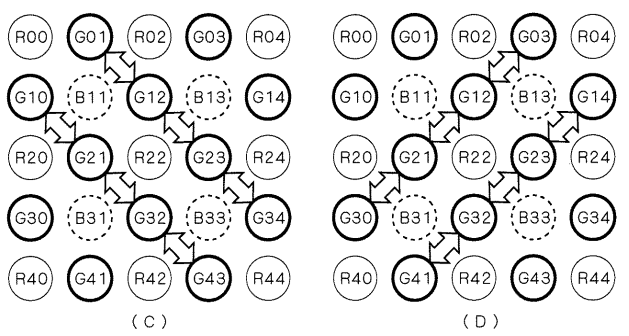 R00 G01 R02 G03 R04 R00 G01 R02 G03 R04
G10 B11 G12 B13 G14 G10 B11 G12 B13 G14
R20 G21 R22 G23 R24 R20 G21 R22 G23 R24
G30 B31 G32 B33 G34 G30 B31 G32 B33 G34
R40 G41 R42 G43 R44 R40 G41 R42 G43 R44
(C) (D)